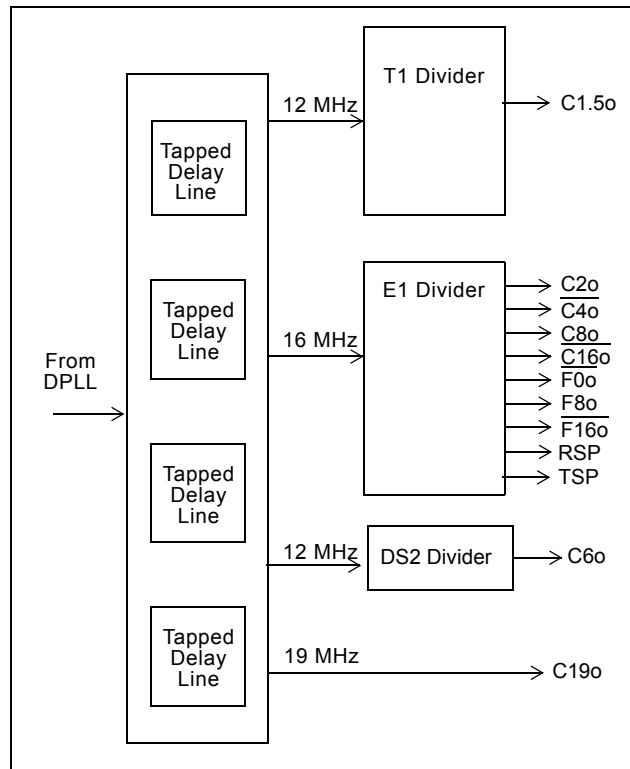 T1 Divider
12 MHz
C1.5o
Tapped
Delay
Line
Tapped
Delay
Line
From
DPLL
16 MHz
E1 Divider
C2o
C4o
C8o
C16o
F0o
F8o
F16o
RSP
TSP
Tapped
Delay
Line
12 MHz
DS2 Divider
C6o
Tapped
Delay
Line
19 MHz
C19o